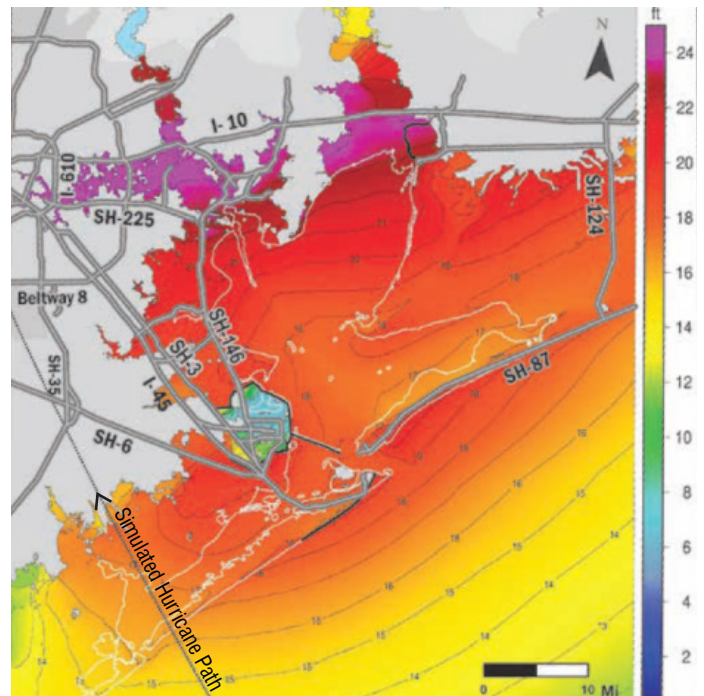 ft
N
24
22
20
18
16
14
12
10
8
6
4
2
I-10
I-610
SH-225
SH-124
Beltway 8
SH-146
SH-3
SH-35
I-45
SH-87
SH-6
Simulated Hurricane Path
0
10
Mi